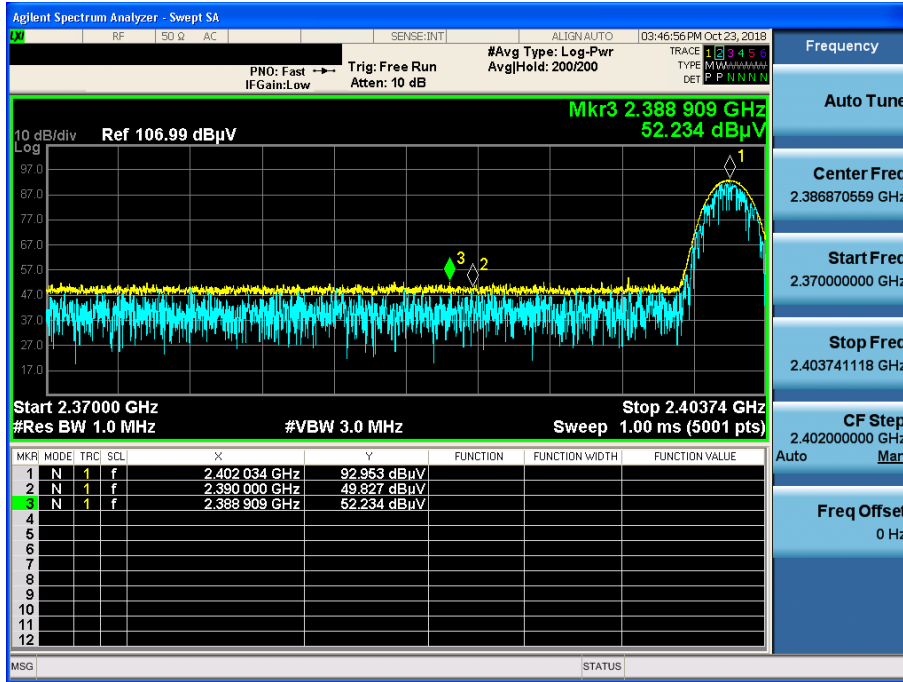 Agilent Spectrum Analyzer - Swept SA
LXI RF 50 Ω AC SENSE:INT ALIGN AUTO 03:46:56 PM Oct 23, 2018
PNO: Fast Trig: Free Run #Avg Type: Log-Pwr TRACE 1 2 3 4 5 6
IFGain:Low Atten: 10 dB Avg|Hold: 200/200 TYPE M W W W W W
DET P P N N N N
Frequency
Auto Tune
Center Freq
2.386870559 GHz
Start Freq
2.370000000 GHz
Stop Freq
2.403741118 GHz
CF Step
2.402000000 GHz
Auto Man
Freq Offset
0 Hz
Mkr3 2.388 909 GHz
10 dB/div Ref 106.99 dBµV 52.234 dBµV
Log
97.0
87.0
77.0
67.0
57.0
47.0
37.0
27.0
17.0
1
3 2
Start 2.37000 GHz Stop 2.40374 GHz
#Res BW 1.0 MHz #VBW 3.0 MHz Sweep 1.00 ms (5001 pts)
MKR MODE TRC SCL X Y FUNCTION FUNCTION WIDTH FUNCTION VALUE
1 N 1 f 2.402 034 GHz 92.953 dBµV
2 N 1 f 2.390 000 GHz 49.827 dBµV
3 N 1 f 2.388 909 GHz 52.234 dBµV
4
5
6
7
8
9
10
11
12
MSG STATUS